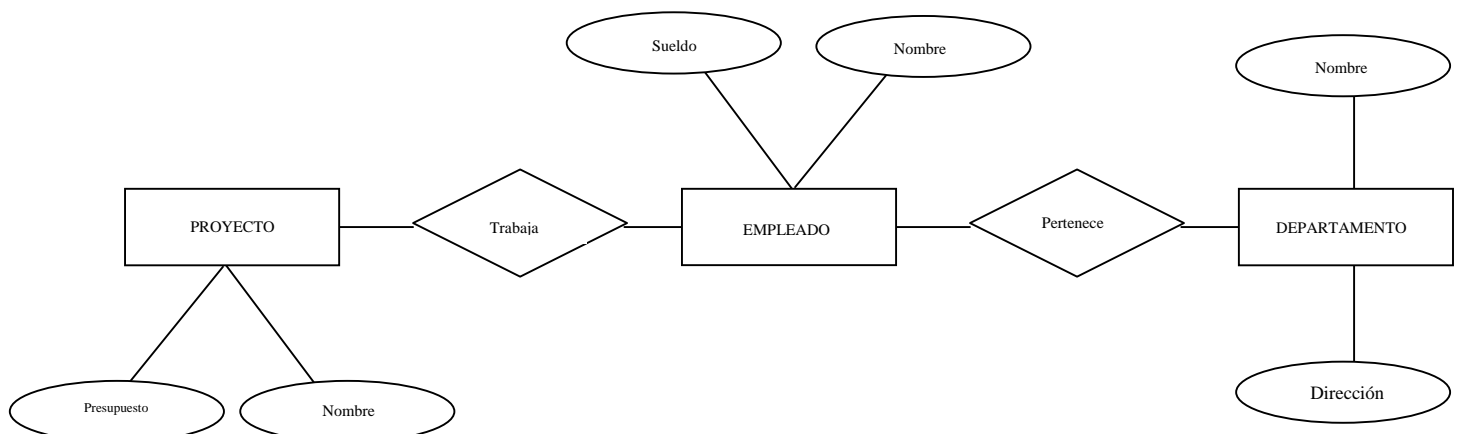 Sueldo
Nombre
Nombre
PROYECTO
Trabaja
EMPLEADO
Pertenece
DEPARTAMENTO
Presupuesto
Nombre
Dirección